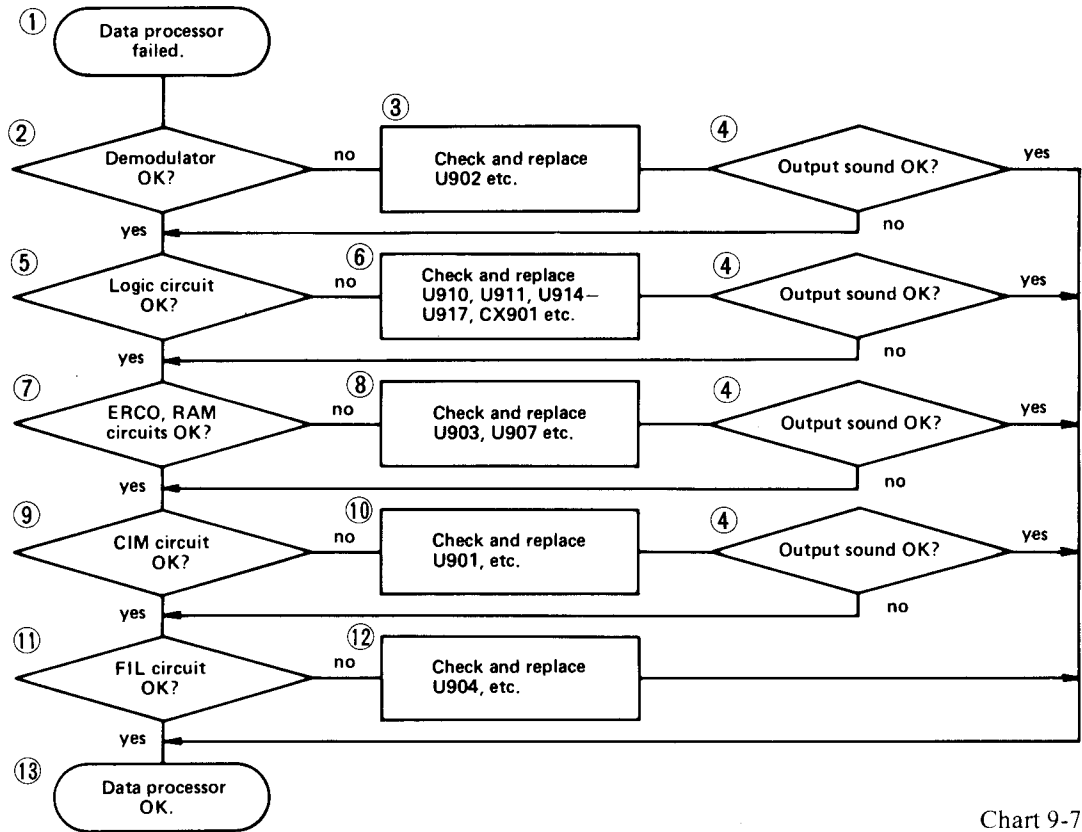 ①
Data processor
failed.
②
Demodulator
OK?
no
③
Check and replace
U902 etc.
④
Output sound OK?
yes
no
yes
⑤
Logic circuit
OK?
no
⑥
Check and replace
U910, U911, U914–
U917, CX901 etc.
④
Output sound OK?
yes
no
yes
⑦
ERCO, RAM
circuits OK?
no
⑧
Check and replace
U903, U907 etc.
④
Output sound OK?
yes
no
yes
⑨
CIM circuit
OK?
no
⑩
Check and replace
U901, etc.
④
Output sound OK?
yes
no
yes
⑪
FIL circuit
OK?
no
⑫
Check and replace
U904, etc.
yes
⑬
Data processor
OK.
Chart 9-7